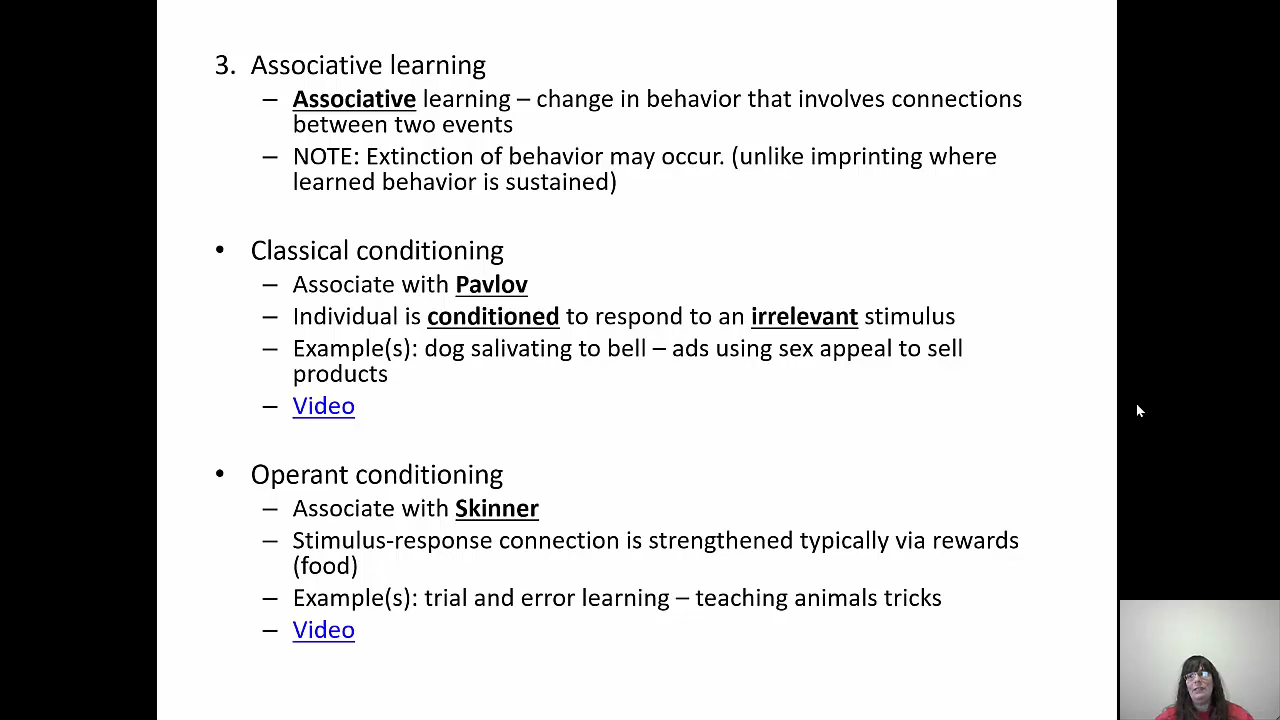 3. Associative learning
– Associative learning – change in behavior that involves connections
between two events
– NOTE: Extinction of behavior may occur. (unlike imprinting where
learned behavior is sustained)
• Classical conditioning
– Associate with Pavlov
– Individual is conditioned to respond to an irrelevant stimulus
– Example(s): dog salivating to bell – ads using sex appeal to sell
products
– Video
• Operant conditioning
– Associate with Skinner
– Stimulus-response connection is strengthened typically via rewards
(food)
– Example(s): trial and error learning – teaching animals tricks
– Video